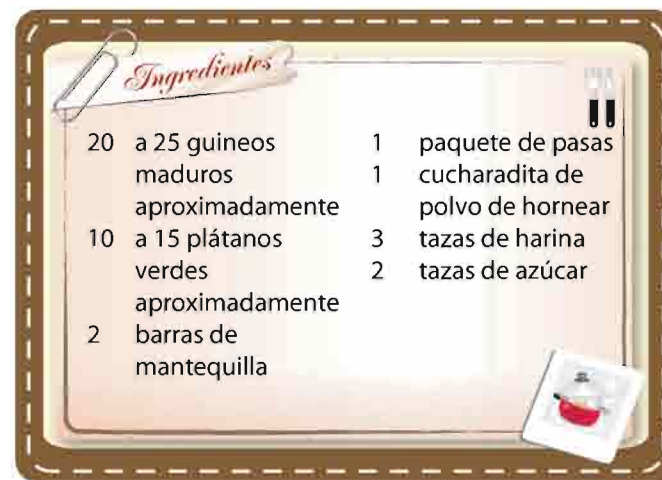 Ingredientes
20 a 25 guineos
maduros
aproximadamente
10 a 15 plátanos
verdes
aproximadamente
2 barras de
mantequilla
1 paquete de pasas
1 cucharadita de
polvo de hornear
3 tazas de harina
2 tazas de azúcar